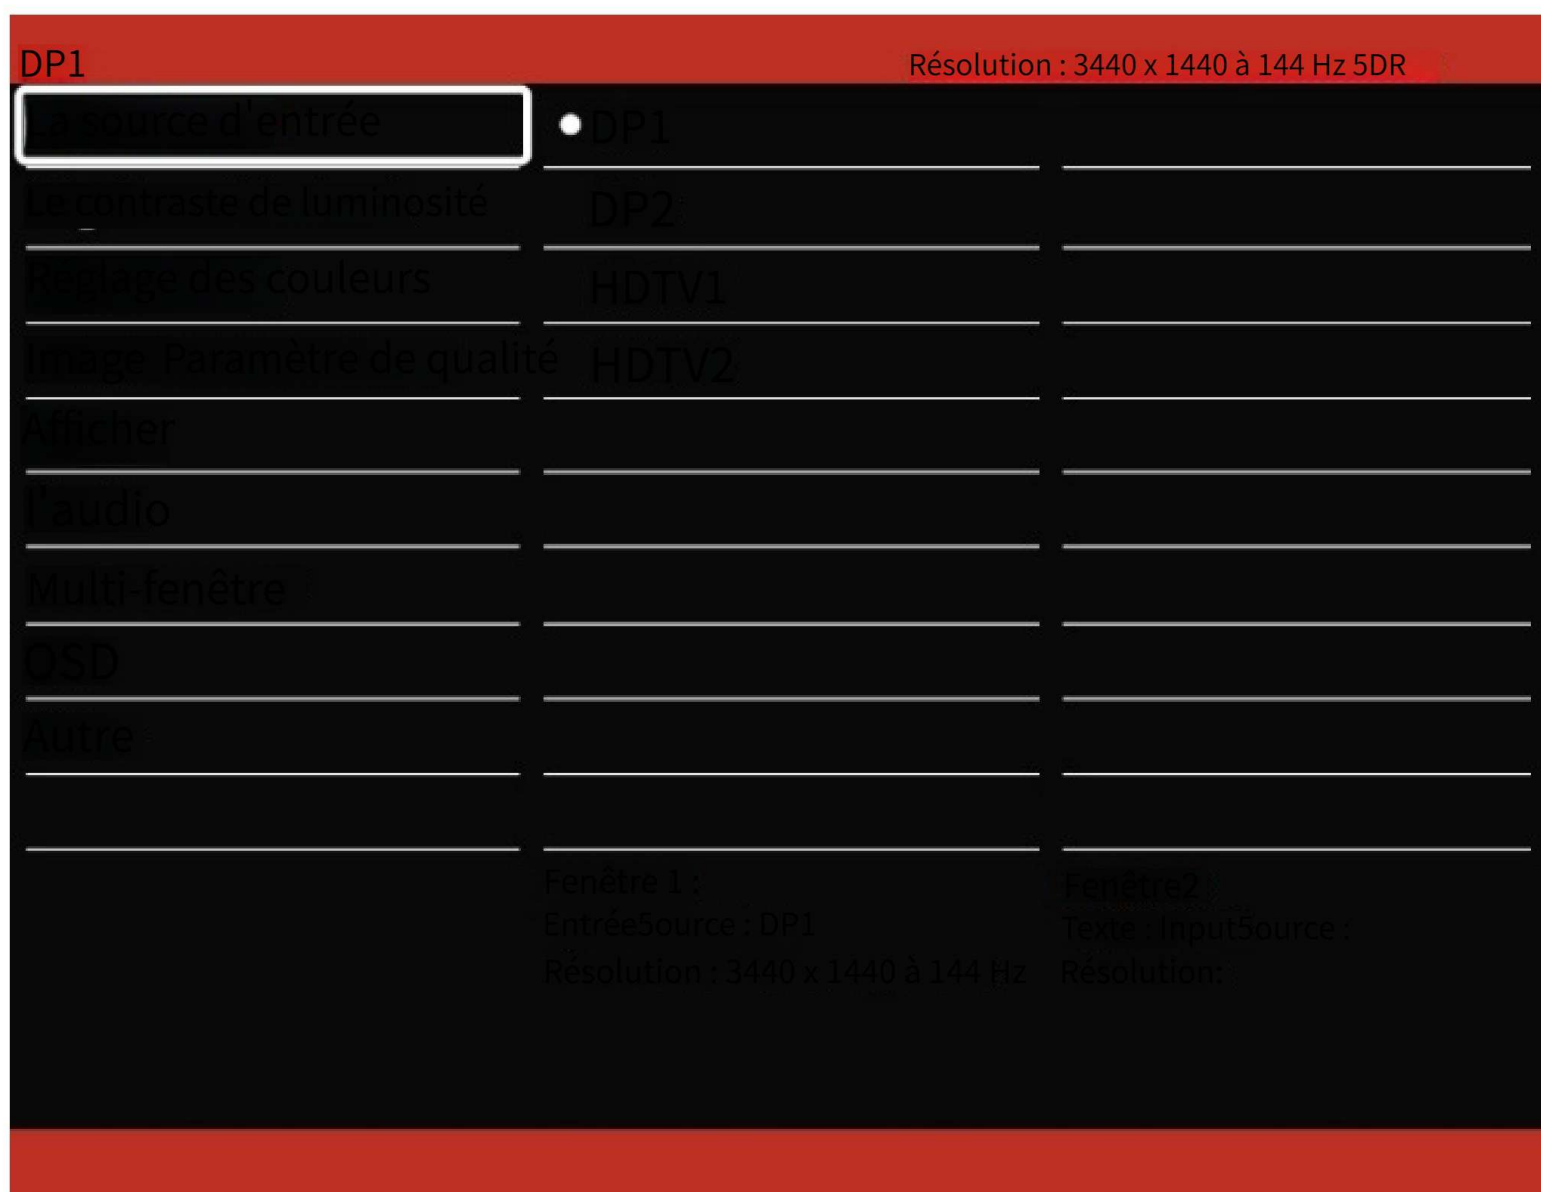 DP1
Résolution : 3440 x 1440 à 144 Hz 5DR
La source d'entrée
DP1
Le contraste de luminosité
DP2
Réglage des couleurs
HDTV1
Image Paramètre de qualité
HDTV2
Afficher
l'audio
Multi-fenêtre
OSD
Autre
Fenêtre 1 :
Entrée5ource : DP1
Résolution : 3440 x 1440 à 144 Hz
Fenêtre2
Texte : Input5ource :
Résolution: